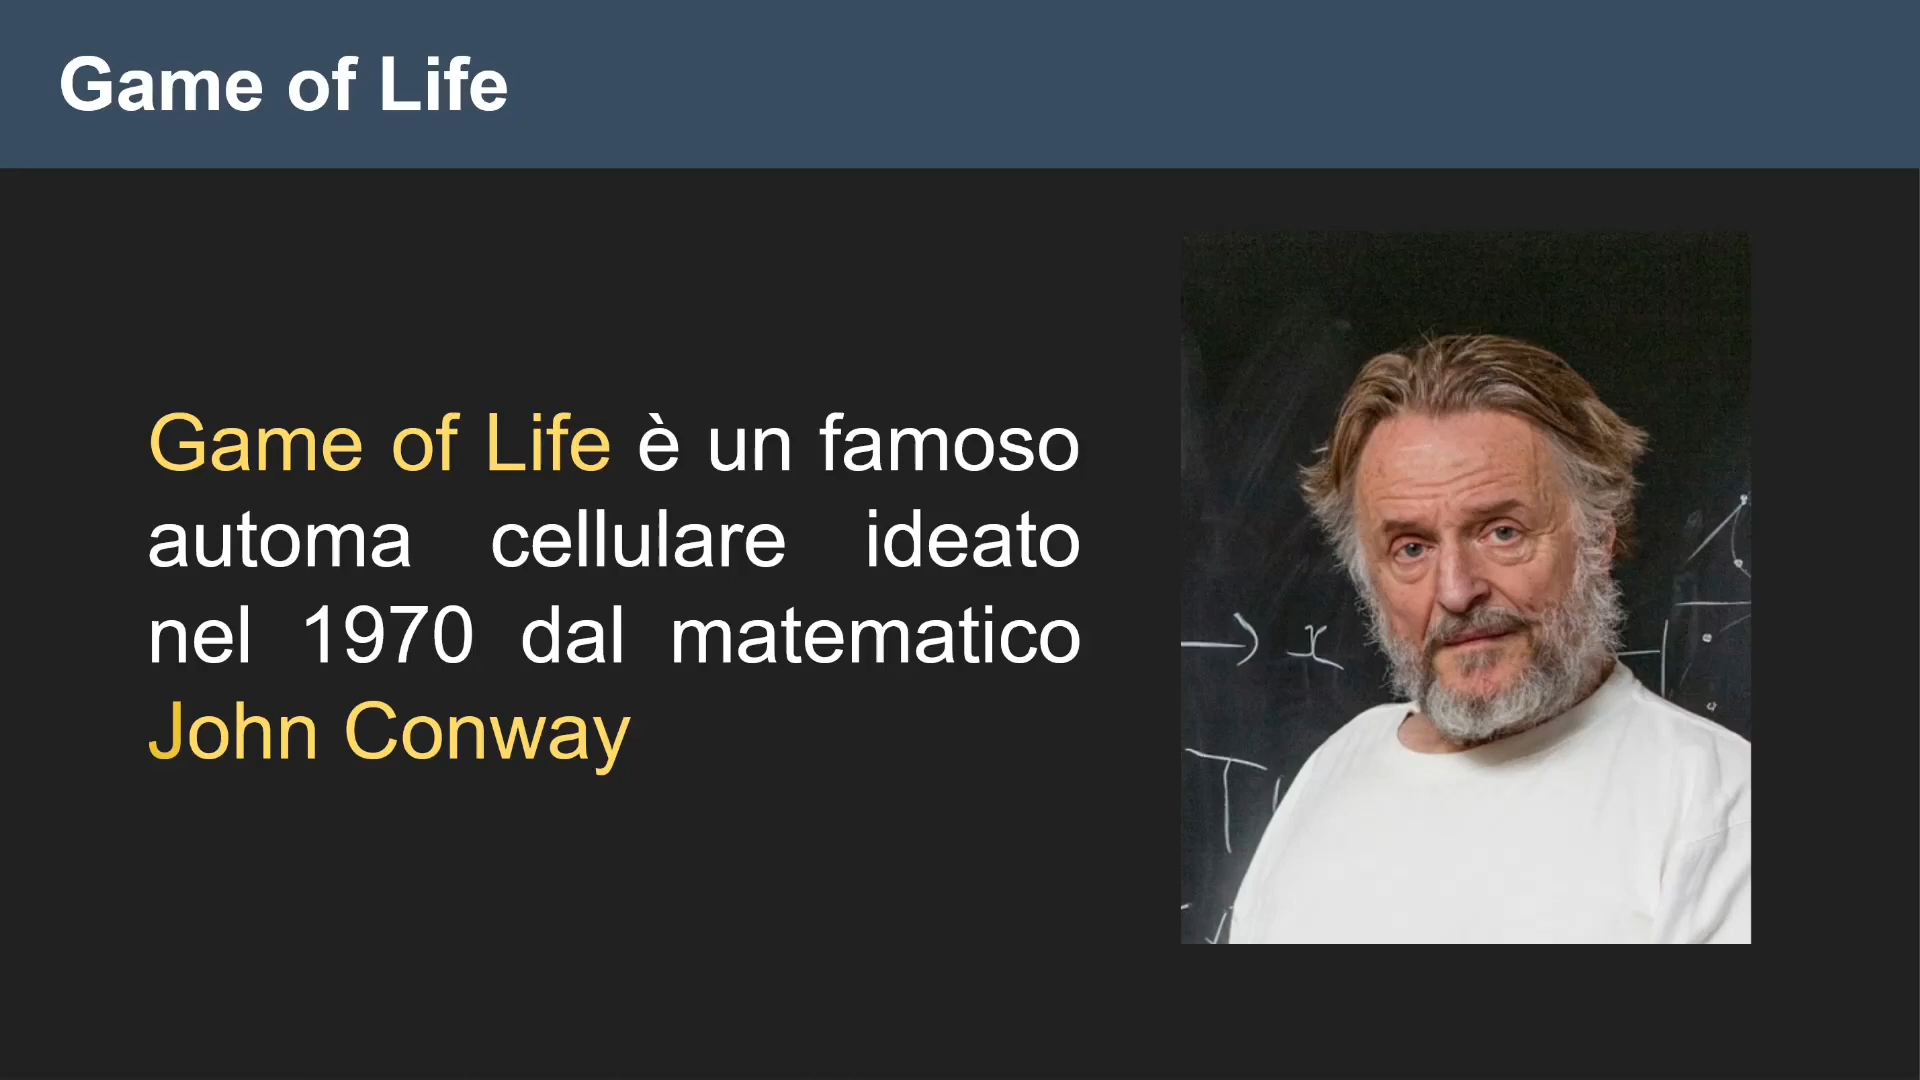 Game of Life
Game of Life è un famoso
automa cellulare ideato
nel 1970 dal matematico
John Conway
x
T